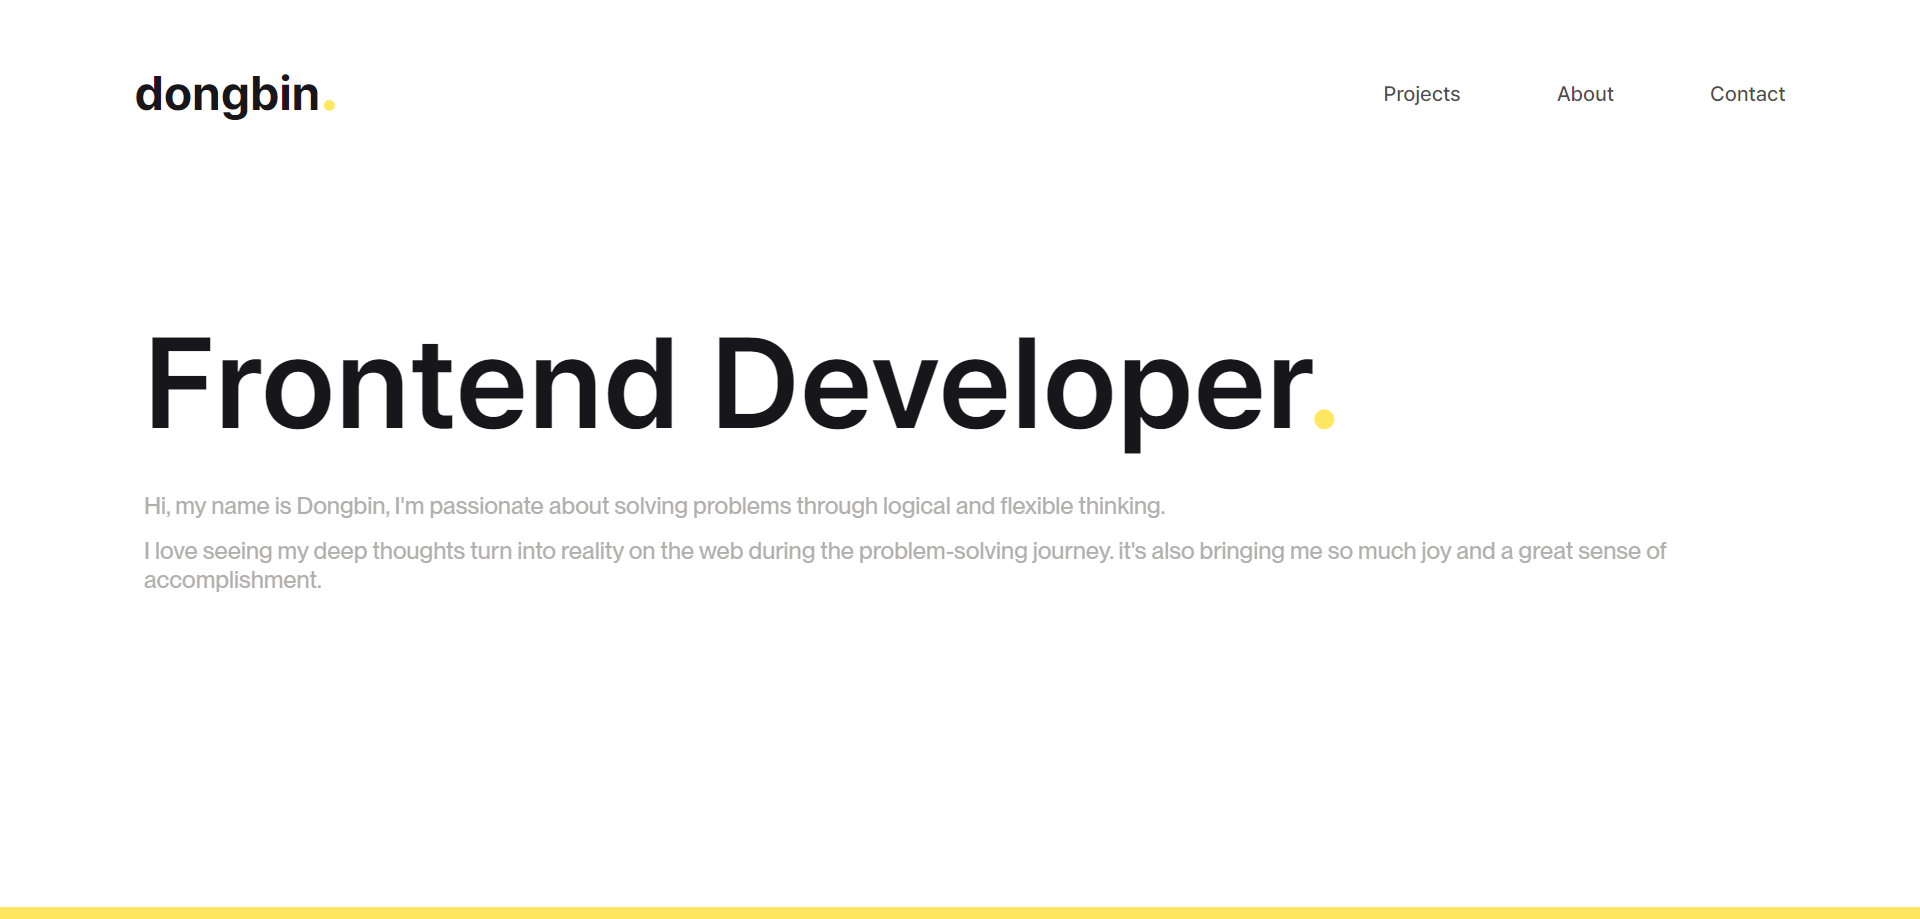 dongbin.
Projects About Contact
Frontend Developer.
Hi, my name is Dongbin, I'm passionate about solving problems through logical and flexible thinking.
I love seeing my deep thoughts turn into reality on the web during the problem-solving journey. it's also bringing me so much joy and a great sense of
accomplishment.